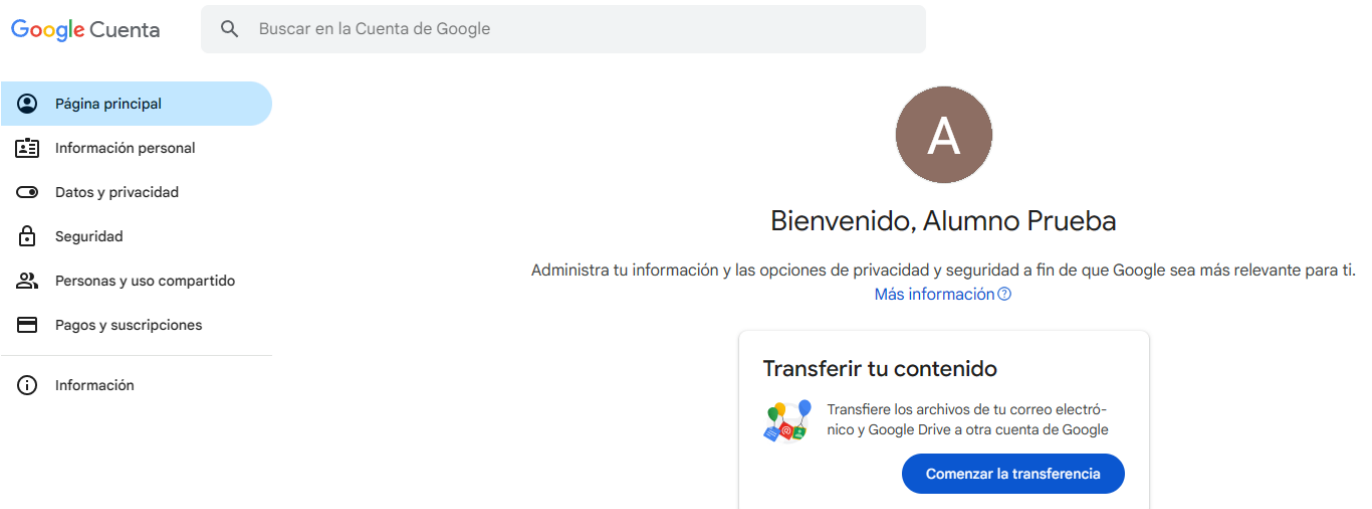 Google Cuenta
Buscar en la Cuenta de Google
Página principal
Información personal
Datos y privacidad
Seguridad
Personas y uso compartido
Pagos y suscripciones
Información
A
Bienvenido, Alumno Prueba
Administra tu información y las opciones de privacidad y seguridad a fin de que Google sea más relevante para ti.
Más información
Transferir tu contenido
Transfiere los archivos de tu correo electró-
nico y Google Drive a otra cuenta de Google
Comenzar la transferencia